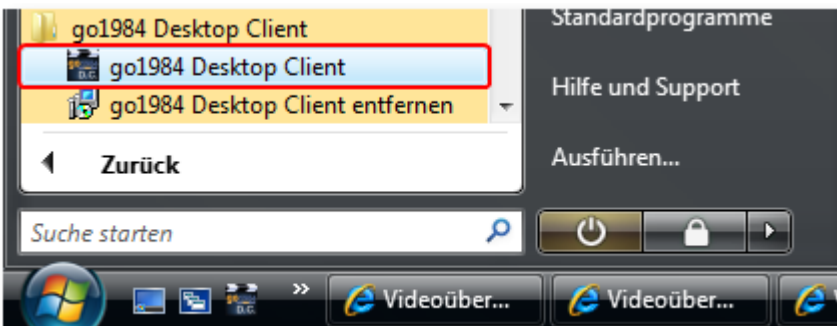 go1984 Desktop Client
go1984 Desktop Client
go1984 Desktop Client entfernen
Zurück
Suche starten
Standardprogramme
Hilfe und Support
Ausführen...
D.C.
Videoüber...
Videoüber...